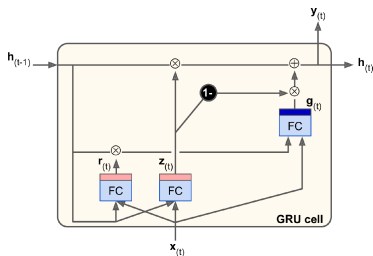 y(t)
h(t-1)
h(t)
1-
g(t)
FC
r(t)
z(t)
FC
FC
GRU cell
x(t)